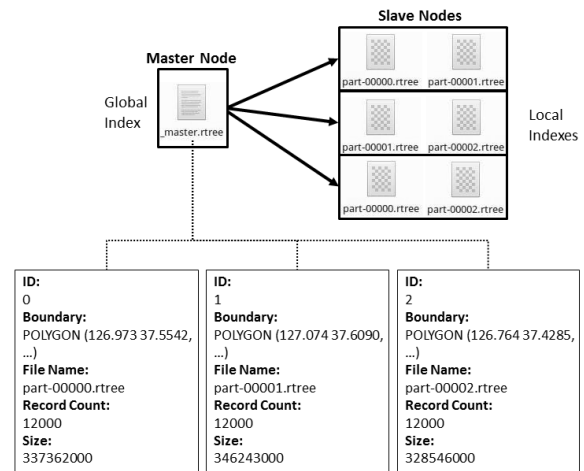 Slave Nodes
Master Node
Global
Index
_master.rtree
part-00000.rtree
part-00001.rtree
part-00001.rtree
part-00002.rtree
part-00000.rtree
part-00002.rtree
Local
Indexes
ID:
0
Boundary:
POLYGON (126.973 37.5542,
...)
File Name:
part-00000.rtree
Record Count:
12000
Size:
337362000
ID:
1
Boundary:
POLYGON (127.074 37.6090,
...)
File Name:
part-00001.rtree
Record Count:
12000
Size:
346243000
ID:
2
Boundary:
POLYGON (126.764 37.4285,
...)
File Name:
part-00002.rtree
Record Count:
12000
Size:
328546000